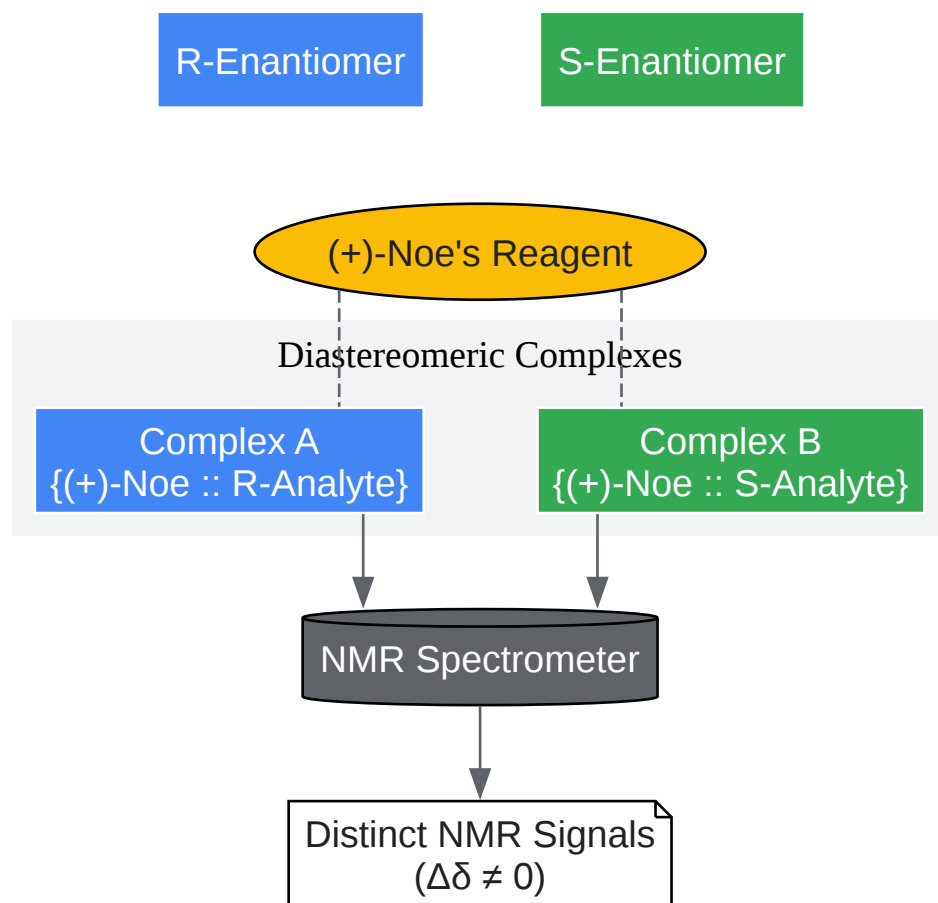 R-Enantiomer
S-Enantiomer
(+)-Noe's Reagent
Diastereomeric Complexes
Complex A
{(+)-Noe :: R-Analyte}
Complex B
{(+)-Noe :: S-Analyte}
NMR Spectrometer
Distinct NMR Signals
(Δδ ≠ 0)